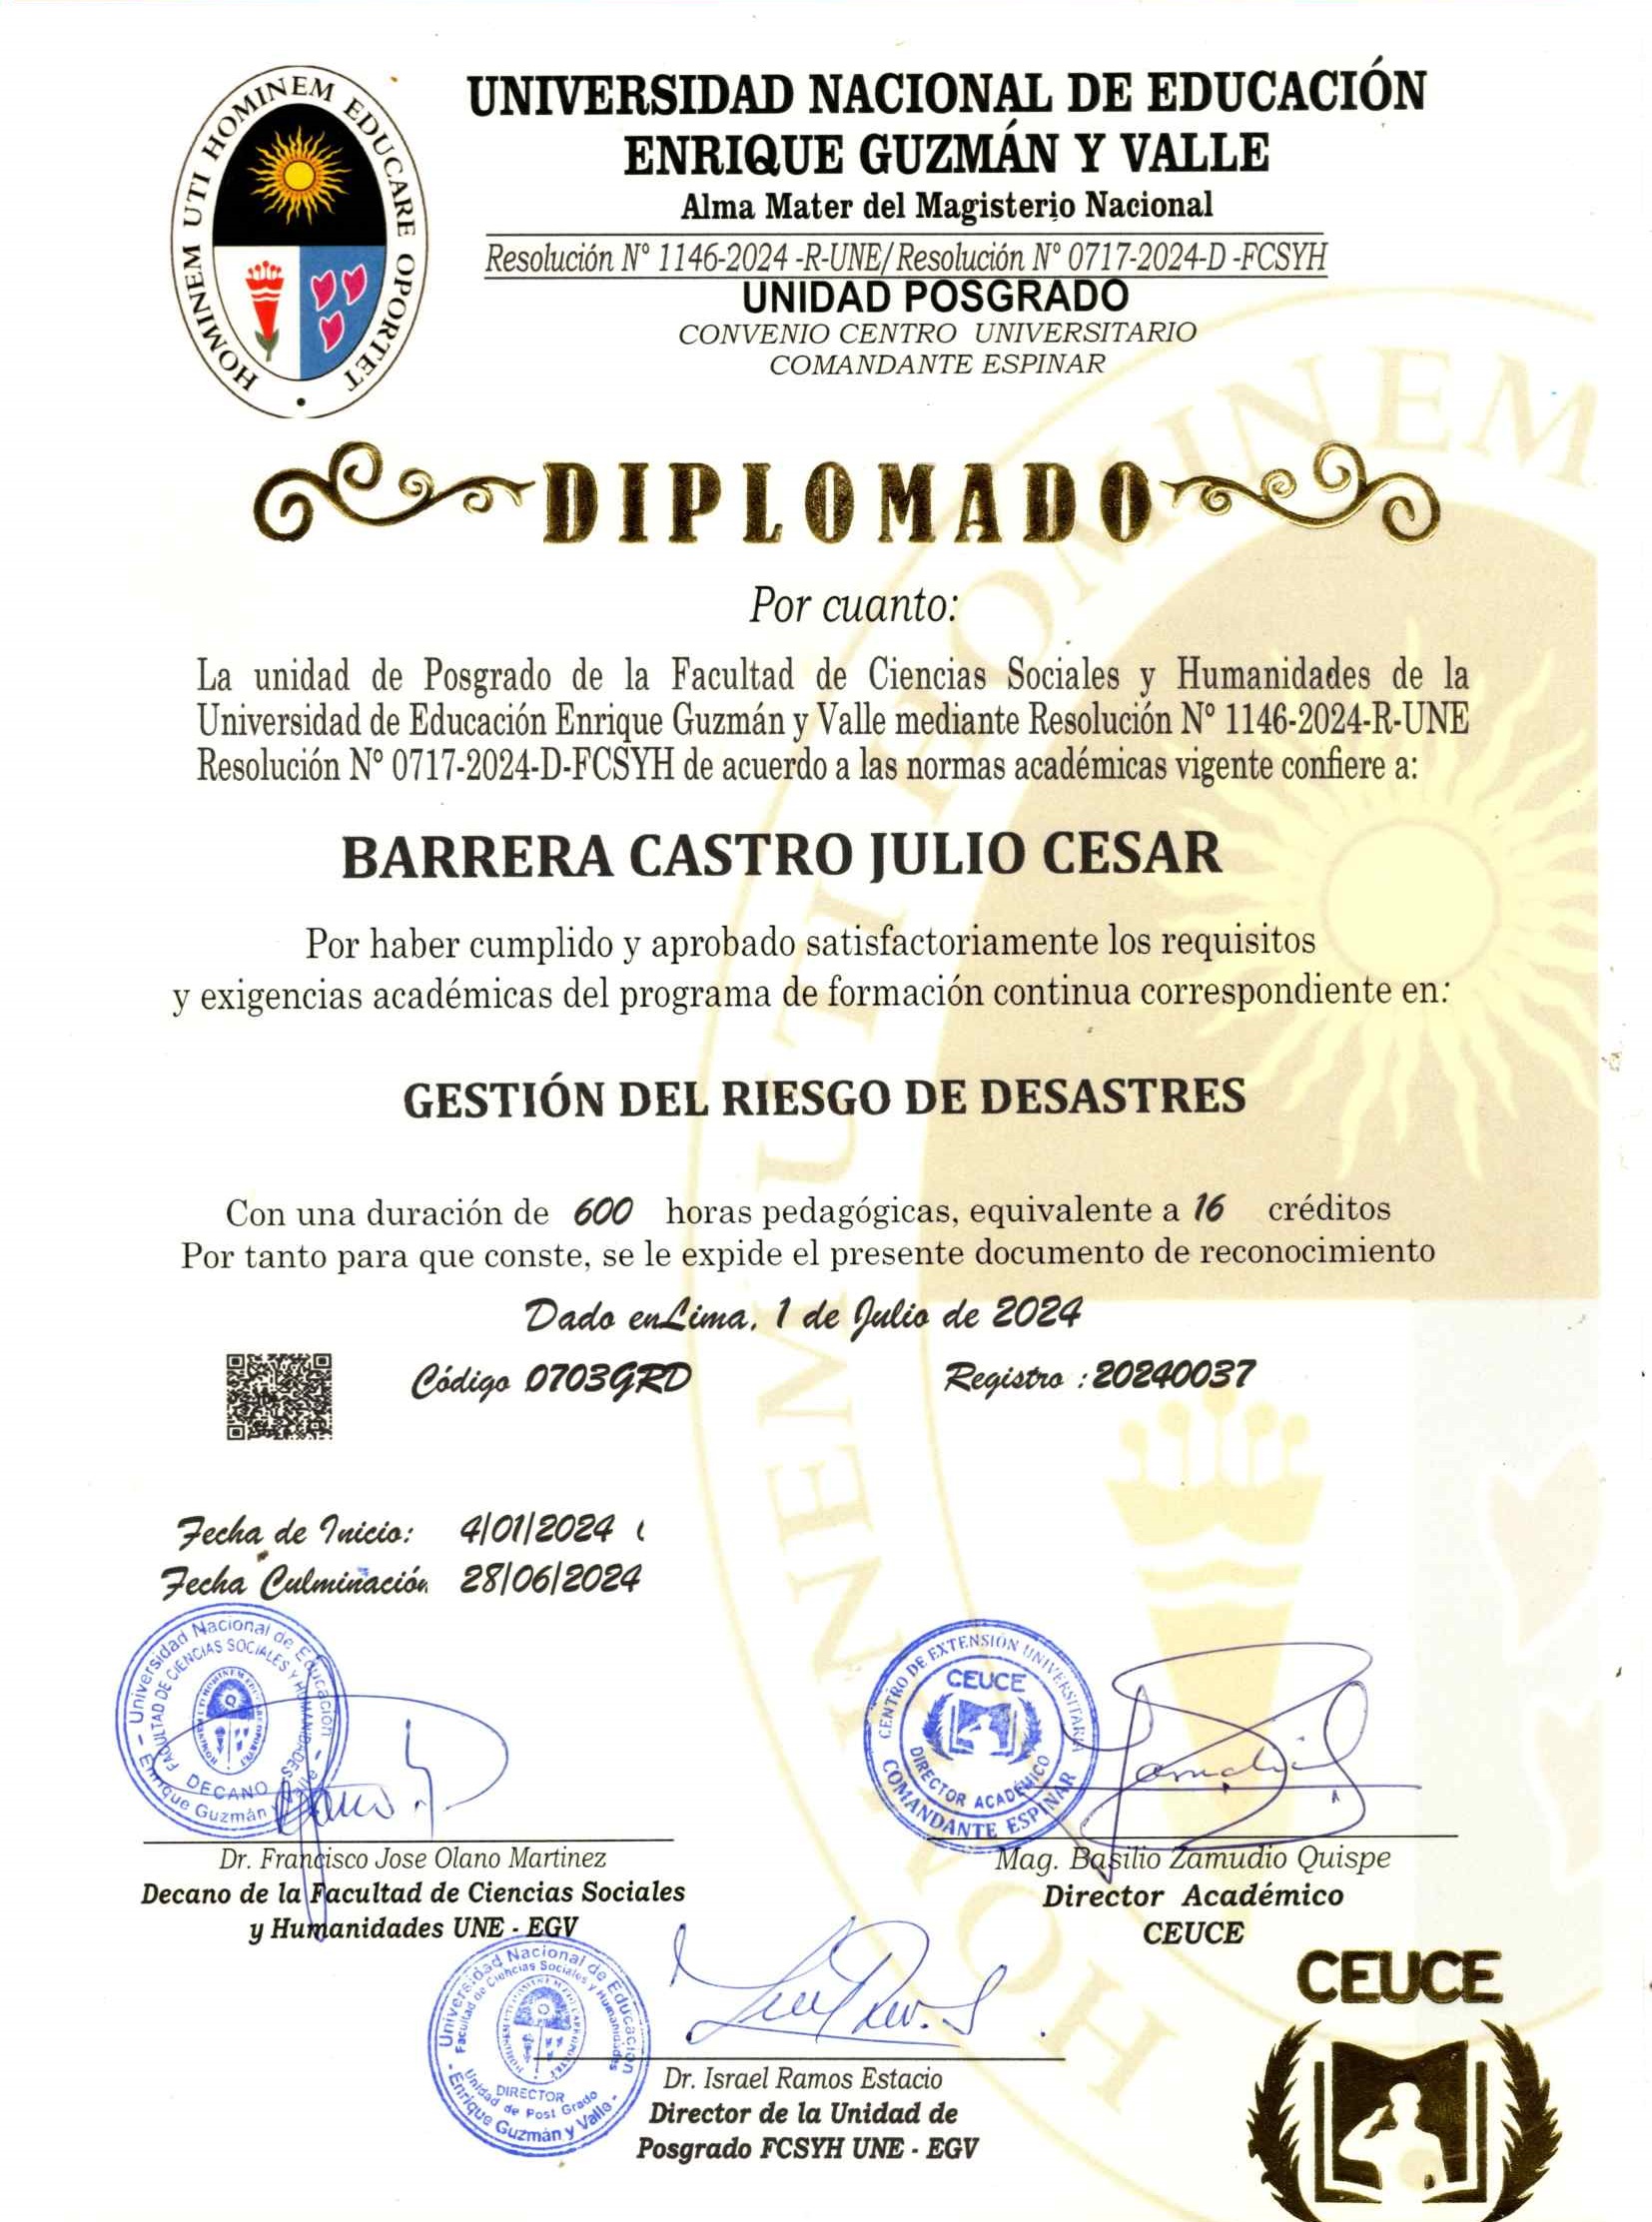 HOMINEM UTI HOMINEM EDUCARE OPORTET
UNIVERSIDAD NACIONAL DE EDUCACIÓN
ENRIQUE GUZMÁN Y VALLE
Alma Mater del Magisterio Nacional
Resolución N° 1146-2024 -R-UNE/Resolución N° 0717-2024-D -FCSYH
UNIDAD POSGRADO
CONVENIO CENTRO UNIVERSITARIO
COMANDANTE ESPINAR
DIPLOMADO
Por cuanto:
La unidad de Posgrado de la Facultad de Ciencias Sociales y Humanidades de la
Universidad de Educación Enrique Guzmán y Valle mediante Resolución N° 1146-2024-R-UNE
Resolución N° 0717-2024-D-FCSYH de acuerdo a las normas académicas vigente confiere a:
BARRERA CASTRO JULIO CESAR
Por haber cumplido y aprobado satisfactoriamente los requisitos
y exigencias académicas del programa de formación continua correspondiente en:
GESTIÓN DEL RIESGO DE DESASTRES
Con una duración de 600 horas pedagógicas, equivalente a 16 créditos
Por tanto para que conste, se le expide el presente documento de reconocimiento
Dado en Lima, 1 de Julio de 2024
Código 0703GRD Registro : 20240037
Fecha de Inicio: 4/01/2024
Fecha Culminación 28/06/2024
Universidad Nacional de Educación
Enrique Guzmán y Valle
FACULTAD DE CIENCIAS SOCIALES Y HUMANIDADES
DECANO
CENTRO DE EXTENSIÓN UNIVERSITARIA
COMANDANTE ESPINAR
CEUCE
DIRECTOR ACADÉMICO
Dr. Francisco Jose Olano Martinez
Decano de la Facultad de Ciencias Sociales
y Humanidades UNE - EGV
Mag. Basilio Zamudio Quispe
Director Académico
CEUCE
Universidad Nacional de Educación
Enrique Guzmán y Valle
Facultad de Ciencias Sociales y Humanidades
DIRECTOR
Unidad de Post Grado
Dr. Israel Ramos Estacio
Director de la Unidad de
Posgrado FCSYH UNE - EGV
CEUCE